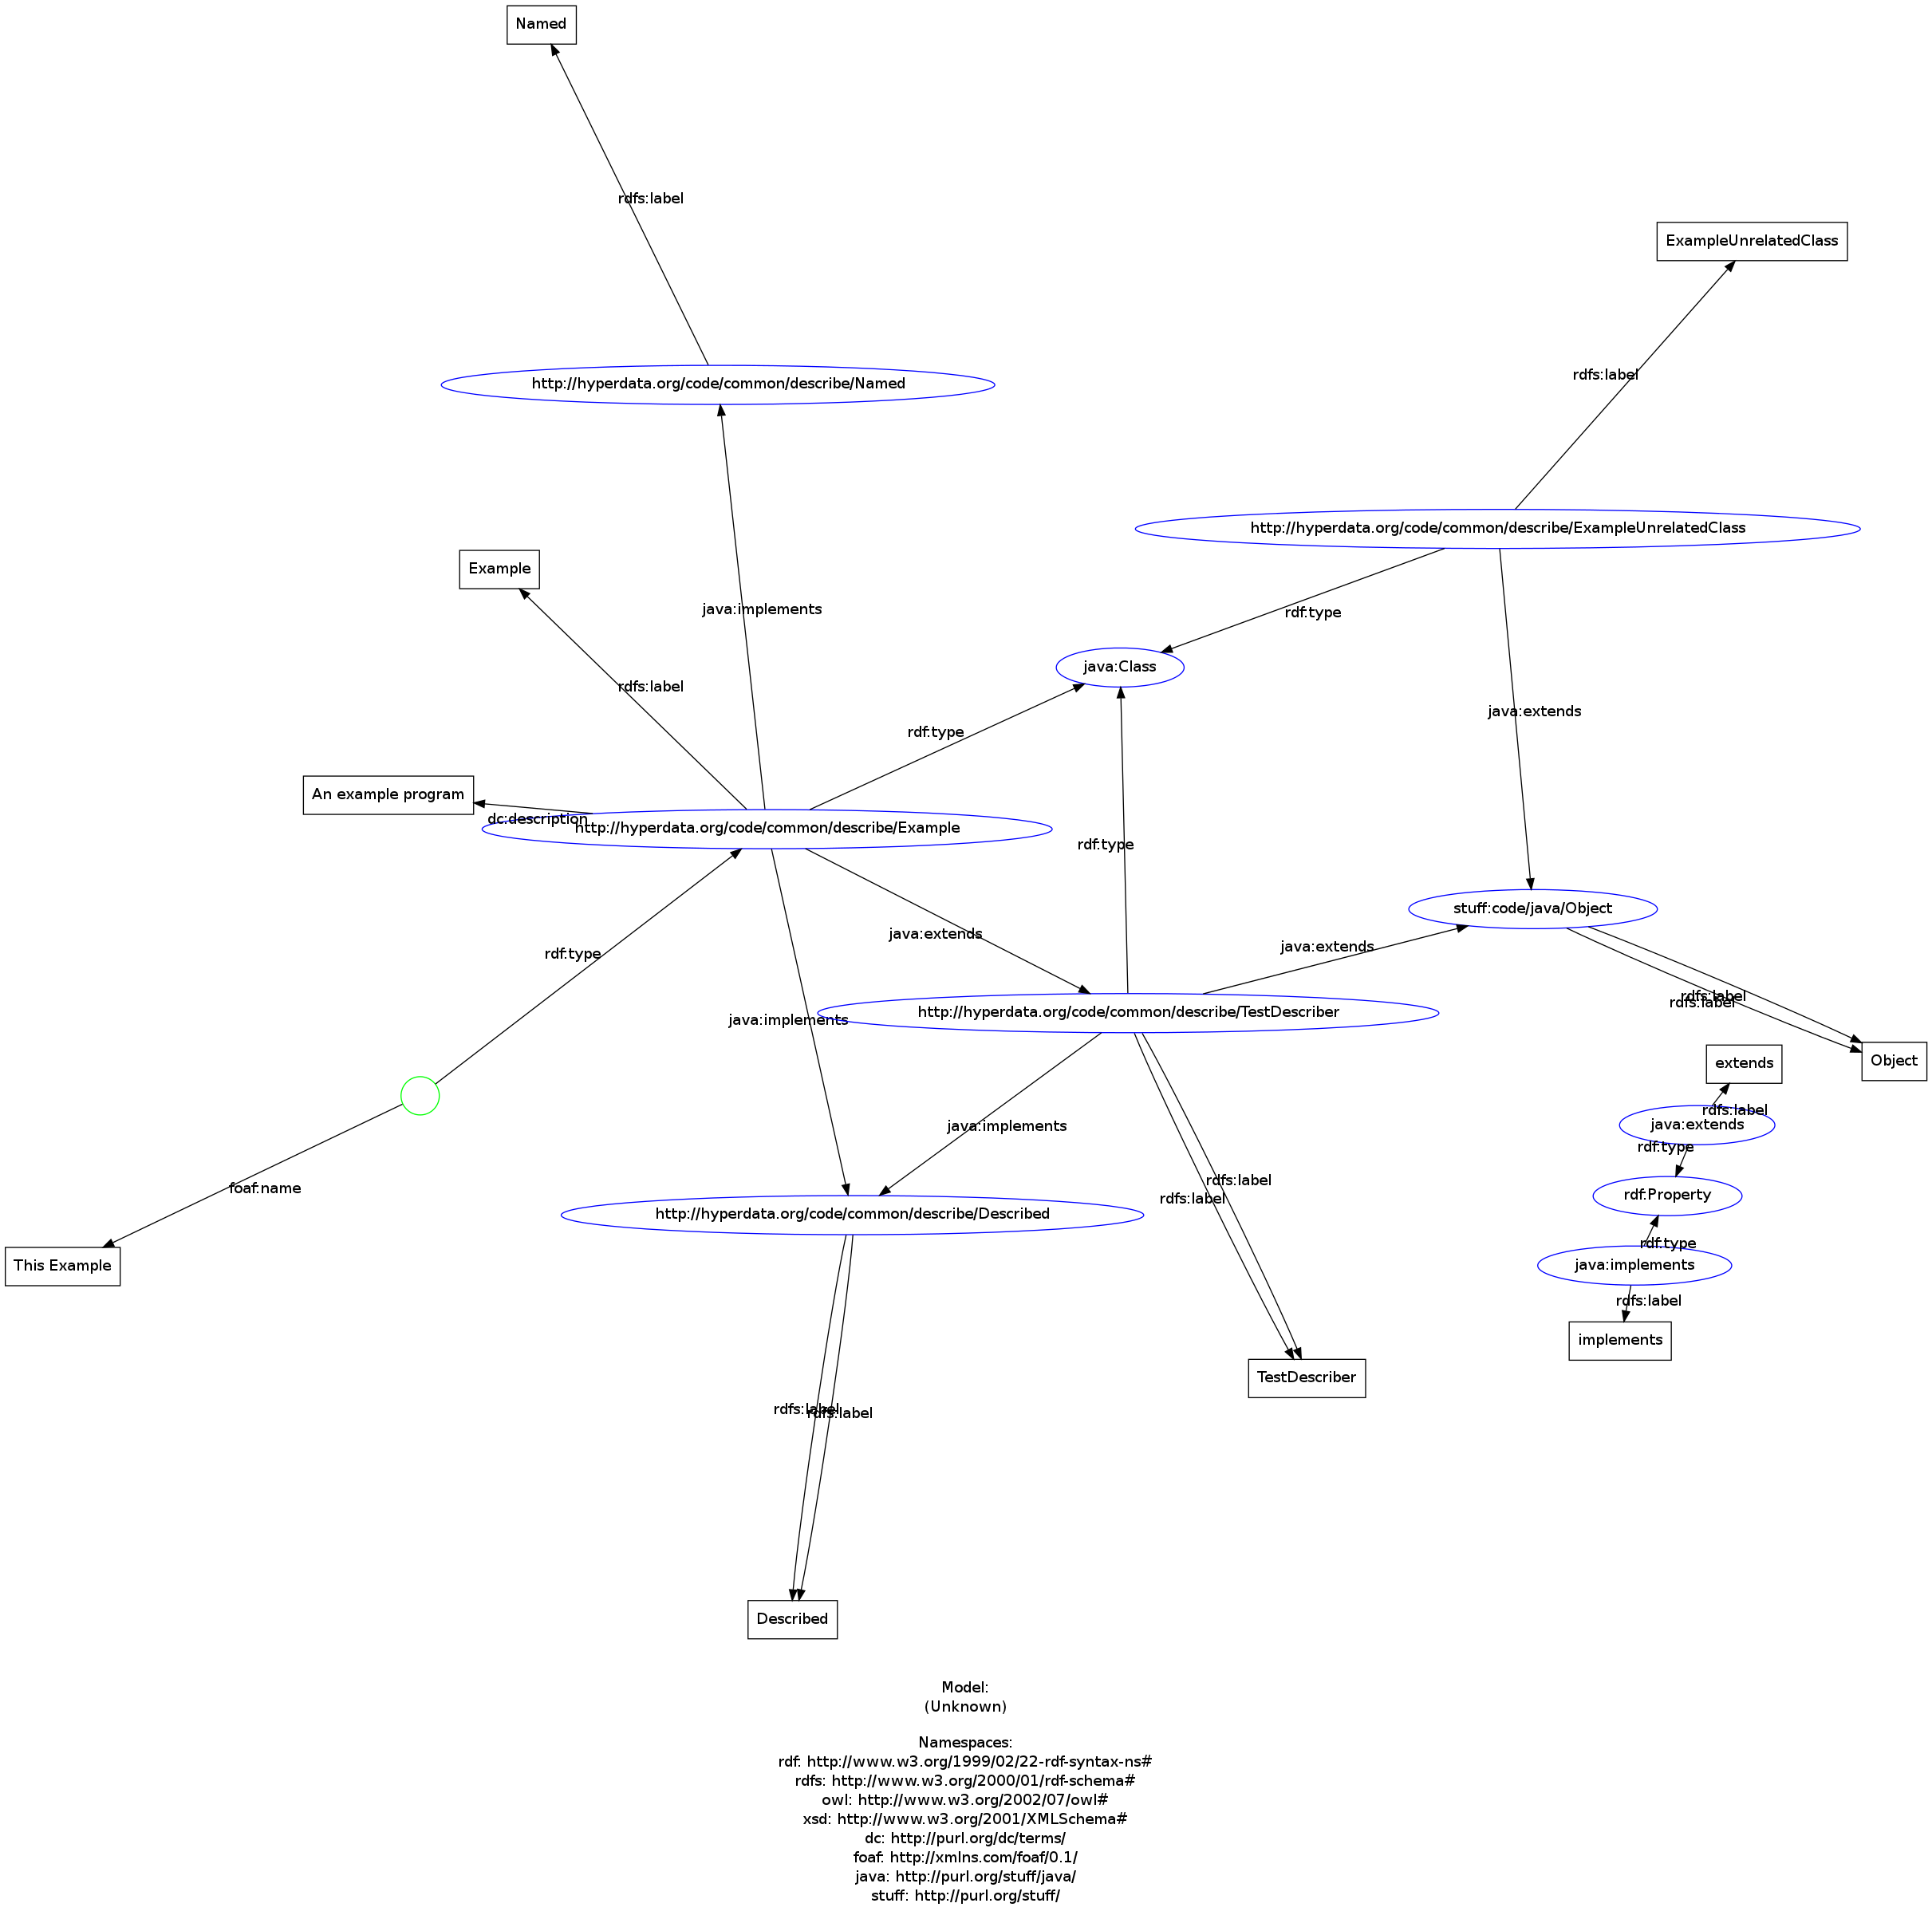 Named
rdfs:label
ExampleUnrelatedClass
rdfs:label
http://hyperdata.org/code/common/describe/Named
http://hyperdata.org/code/common/describe/ExampleUnrelatedClass
Example
java:implements
rdf:type
java:Class
rdfs:label
java:extends
rdf:type
An example program
dc:description
http://hyperdata.org/code/common/describe/Example
rdf:type
stuff:code/java/Object
java:extends
java:extends
rdf:type
rdfs:label
rdfs:label
http://hyperdata.org/code/common/describe/TestDescriber
java:implements
Object
extends
rdfs:label
java:extends
java:implements
rdf:type
rdfs:label
foaf:name
rdfs:label
rdf:Property
http://hyperdata.org/code/common/describe/Described
rdf:type
This Example
java:implements
rdfs:label
implements
TestDescriber
rdfs:label
rdfs:label
Described
Model:
(Unknown)
Namespaces:
rdf: http://www.w3.org/1999/02/22-rdf-syntax-ns#
rdfs: http://www.w3.org/2000/01/rdf-schema#
owl: http://www.w3.org/2002/07/owl#
xsd: http://www.w3.org/2001/XMLSchema#
dc: http://purl.org/dc/terms/
foaf: http://xmlns.com/foaf/0.1/
java: http://purl.org/stuff/java/
stuff: http://purl.org/stuff/